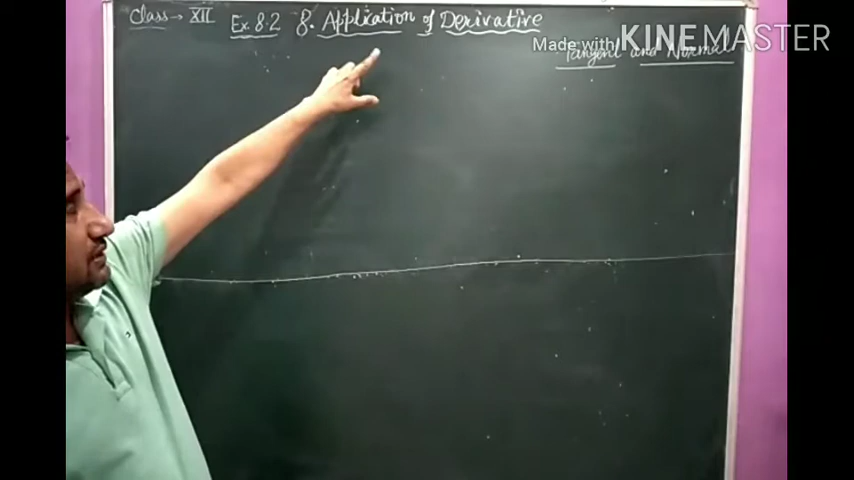 Class → XII Ex. 8.2 8. Application of Derivative
Made with KINEMASTER
Tangent and Normal